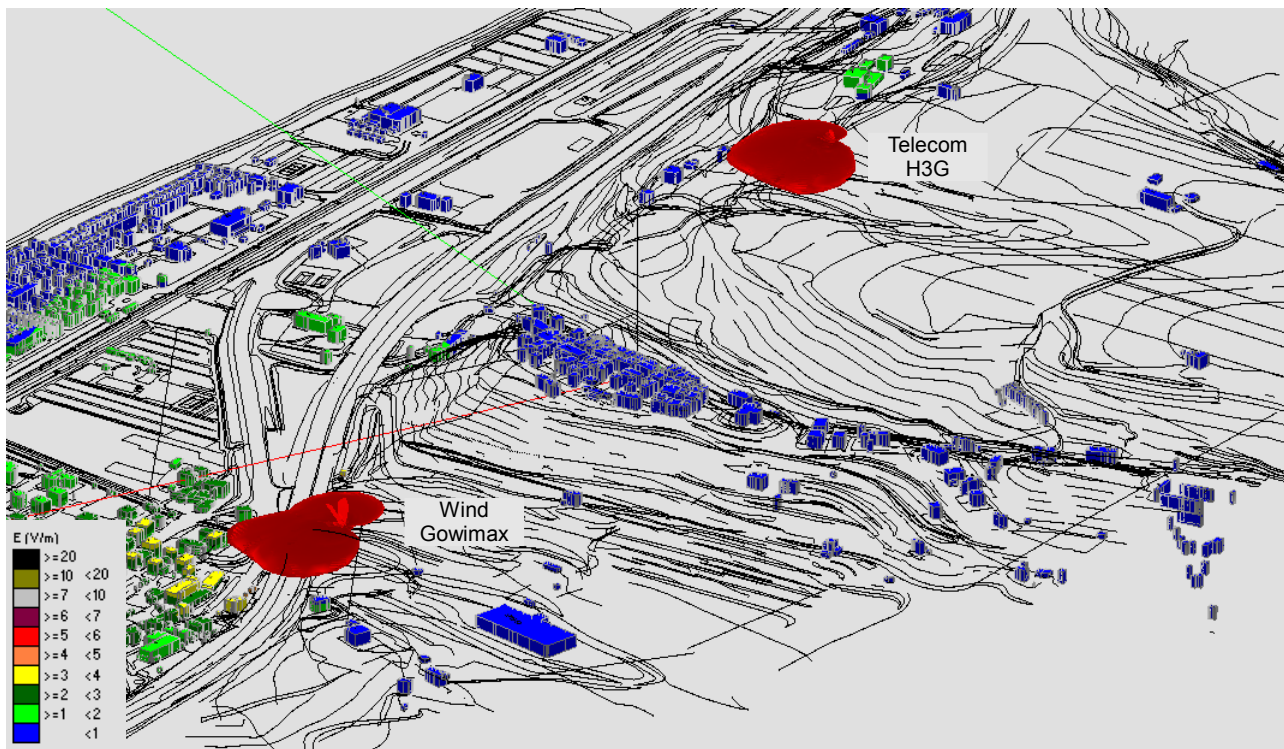 Telecom
H3G
Wind
Gowimax
E (V/m)
>=20
>=10 <20
>=7 <10
>=6 <7
>=5 <6
>=4 <5
>=3 <4
>=2 <3
>=1 <2
<1